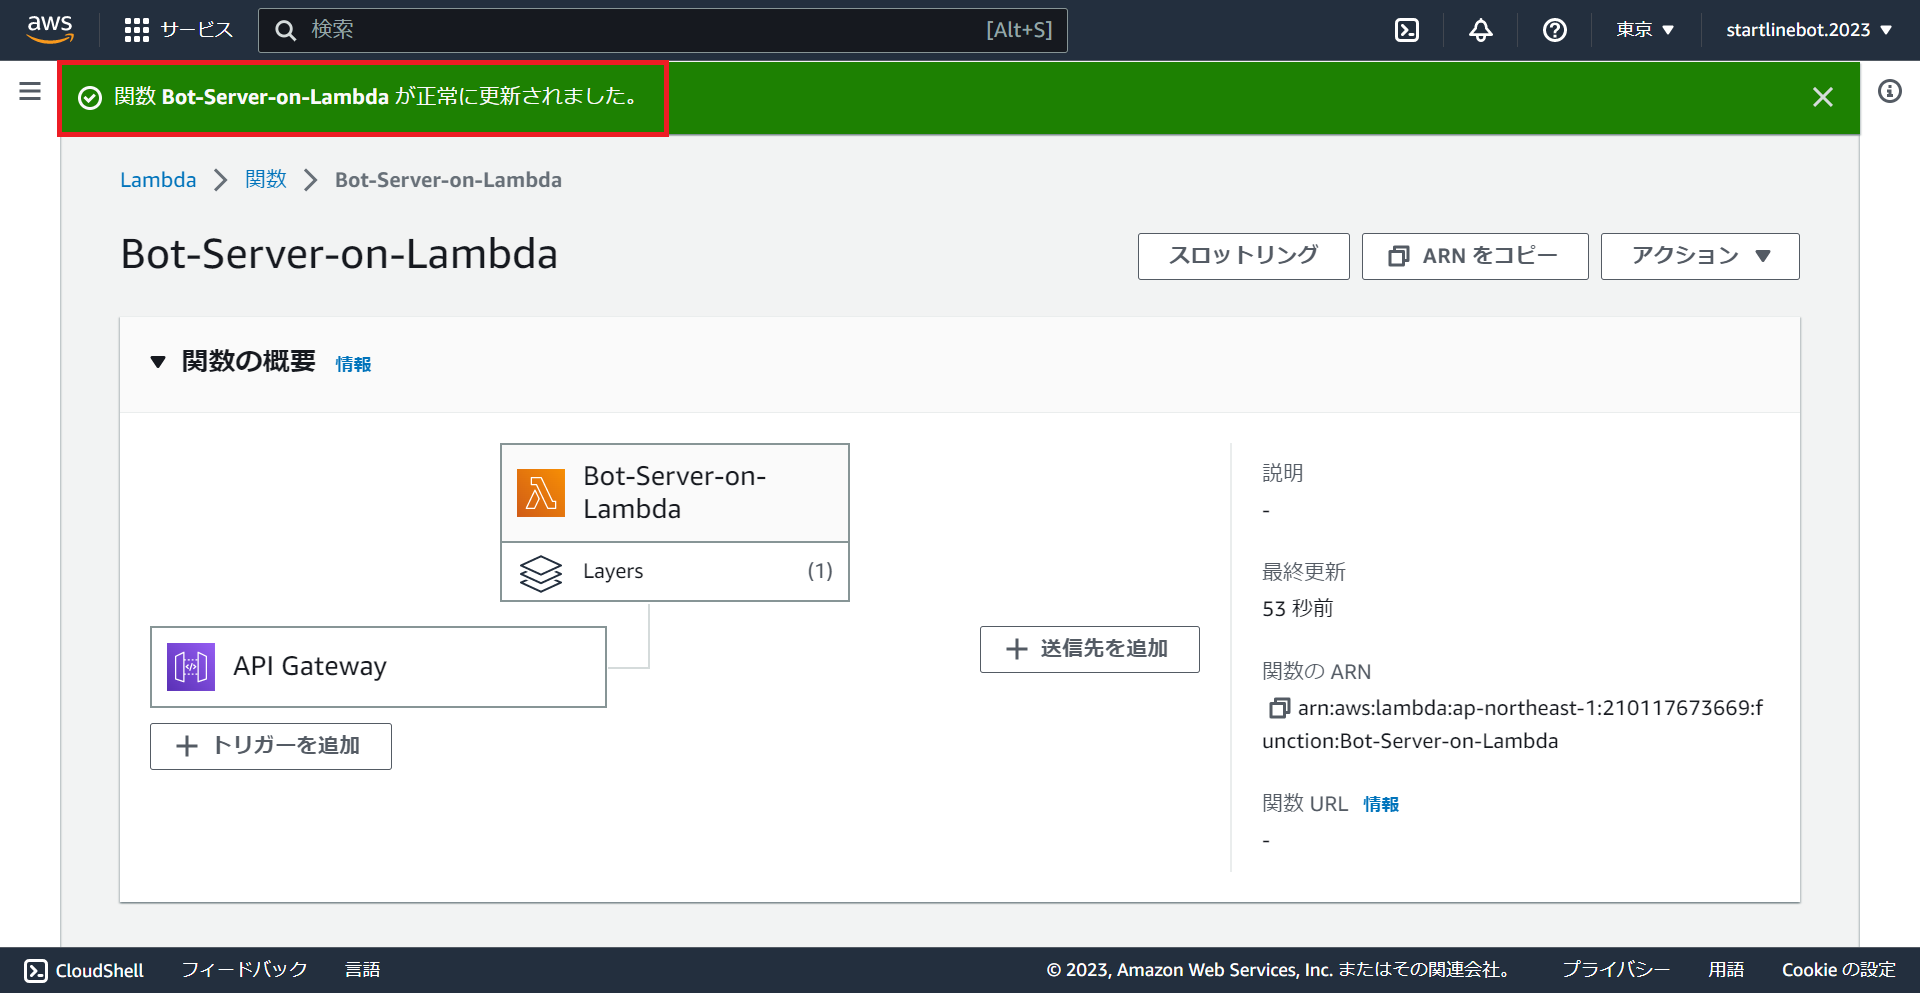 aws
サービス
検索
[Alt+S]
東京 ▼
startlinebot.2023 ▼
関数 Bot-Server-on-Lambda が正常に更新されました。
Lambda > 関数 > Bot-Server-on-Lambda
Bot-Server-on-Lambda
スロットリング
ARN をコピー
アクション ▼
▼ 関数の概要 情報
Bot-Server-on-
Lambda
Layers (1)
API Gateway
+ トリガーを追加
+ 送信先を追加
説明
-
最終更新
53 秒前
関数の ARN
arn:aws:lambda:ap-northeast-1:210117673669:f
unction:Bot-Server-on-Lambda
関数 URL 情報
-
CloudShell
フィードバック
言語
© 2023, Amazon Web Services, Inc. またはその関連会社。
プライバシー
用語
Cookie の設定